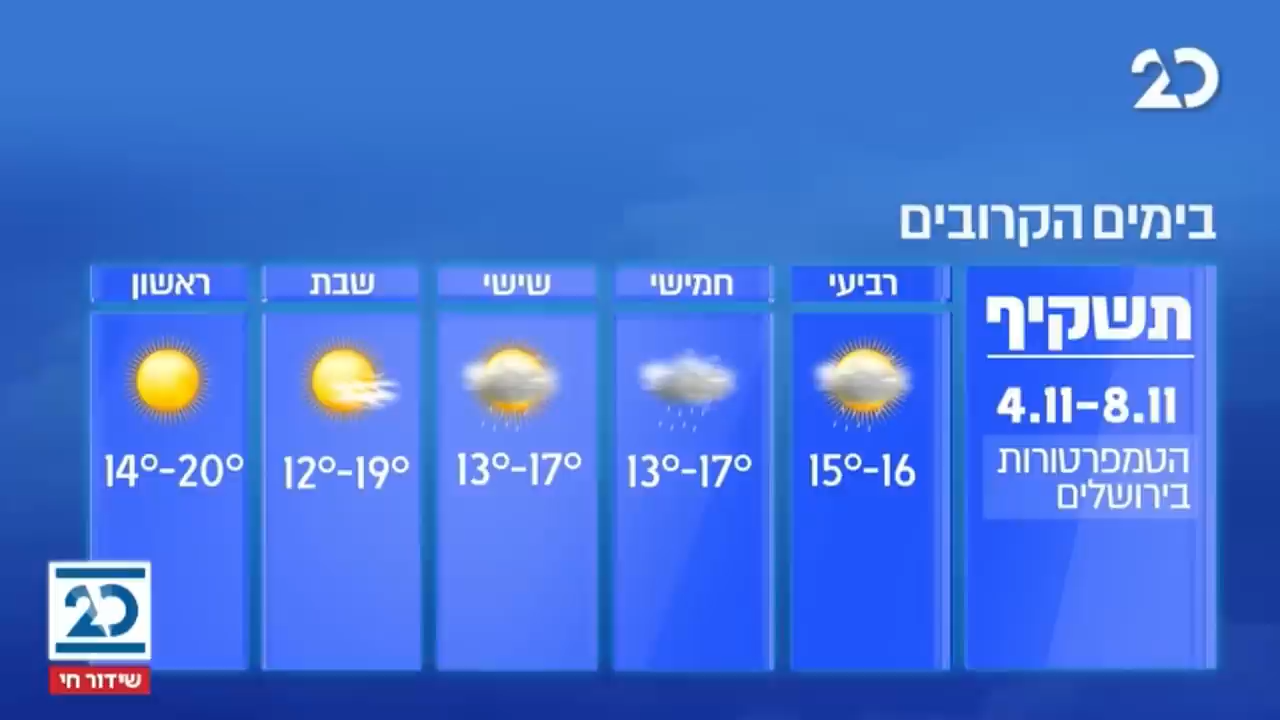 20
בימים הקרובים
תשקיף
4.11-8.11
הטמפרטורות
בירושלים
רביעי
15°-16
חמישי
13°-17°
שישי
13°-17°
שבת
12°-19°
ראשון
14°-20°
20
שידור חי